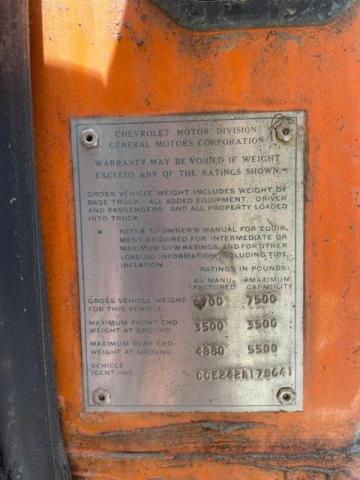 CHEVROLET MOTOR DIVISION
GENERAL MOTORS CORPORATION
WARRANTY MAY BE VOIDED IF WEIGHT
EXCEEDS ANY OF THE RATINGS SHOWN.
GROSS VEHICLE WEIGHT INCLUDES WEIGHT OF
BASE TRUCK, ALL ADDED EQUIPMENT, DRIVER
AND PASSENGERS AND ALL PROPERTY LOADED
INTO TRUCK.
* REFER TO OWNER'S MANUAL FOR EQUIP-
MENT REQUIRED FOR INTERMEDIATE OR
MAXIMUM GVW RATINGS, AND FOR OTHER
LOADING INFORMATION, INCLUDING TIRE
INFLATION.
RATINGS IN POUNDS
AS MANU- *MAXIMUM
FACTURED CAPABILITY
GROSS VEHICLE WEIGHT 7500
FOR THIS VEHICLE
MAXIMUM FRONT END 3500 3500
WEIGHT AT GROUND
MAXIMUM REAR END 4880 5500
WEIGHT AT GROUND
VEHICLE CCE242A178641
IDENT. NO.